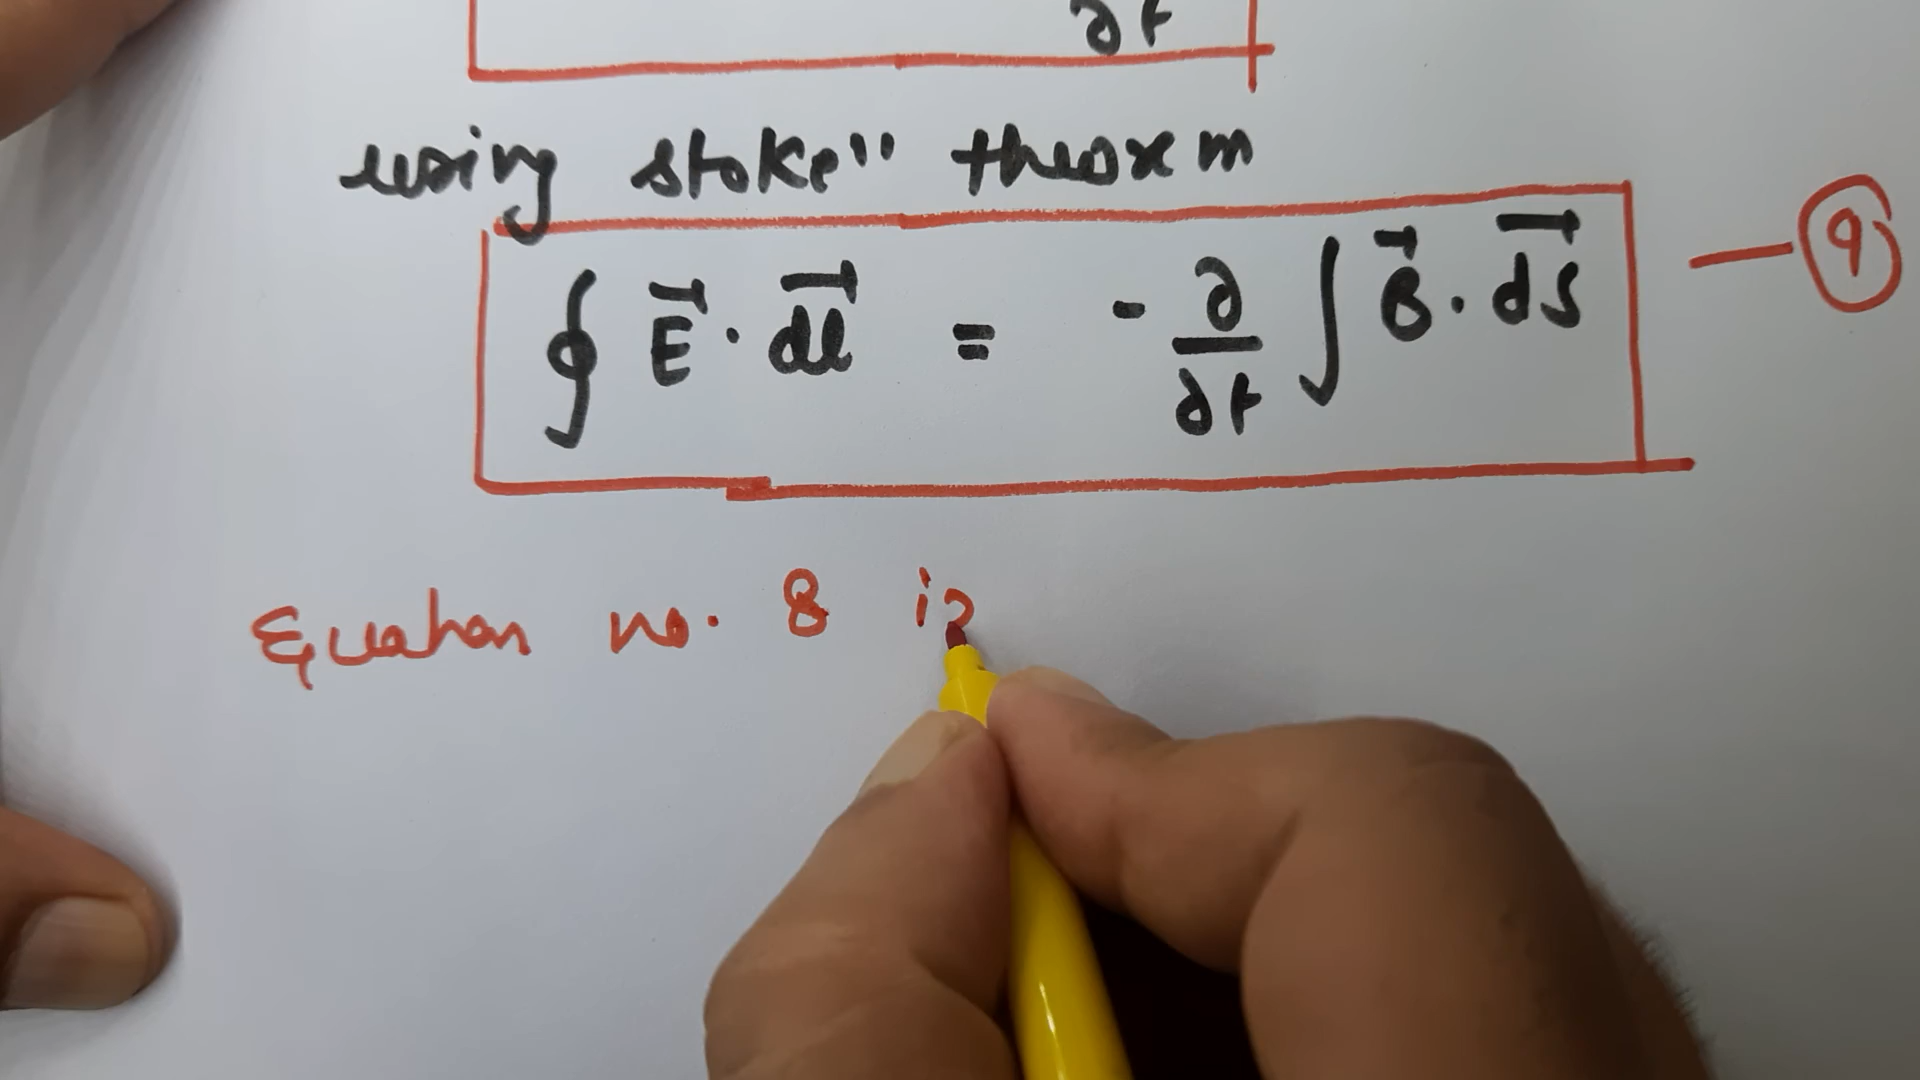 ∂t
using stoke'' theorem
∮ E⃗ · dl⃗ = - ∂/∂t ∫ B⃗ · dS⃗ — 9
Equation no. 8 is